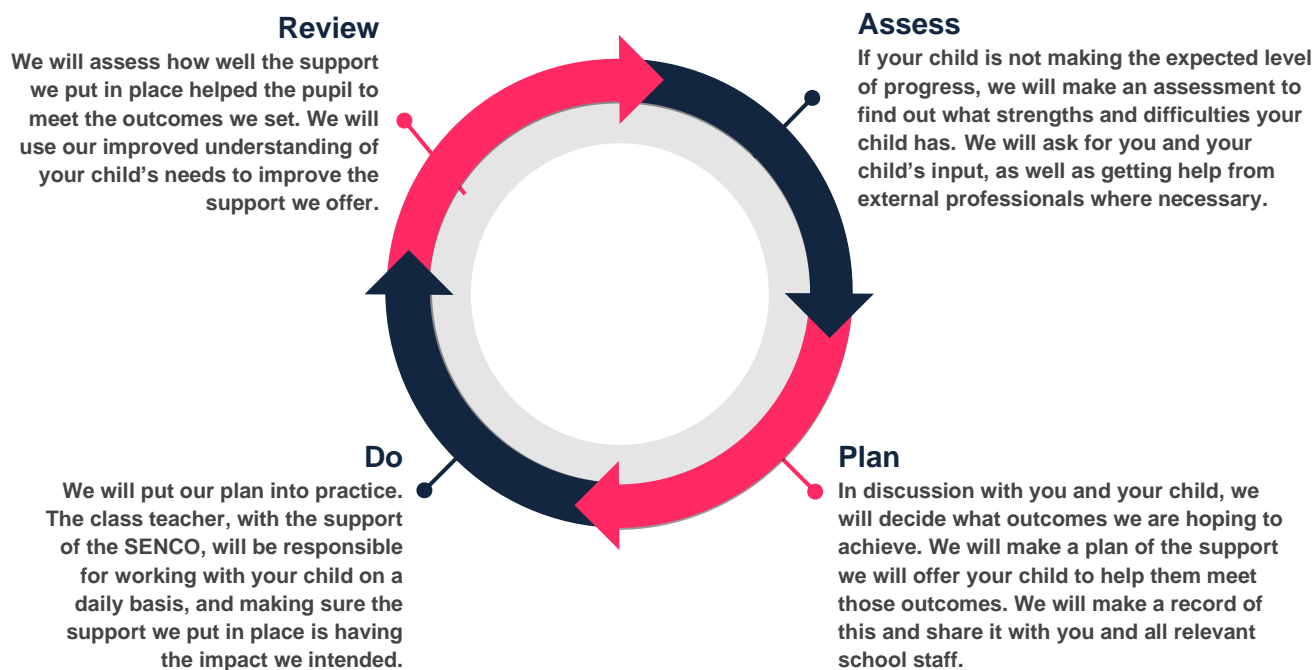 Review
We will assess how well the support
we put in place helped the pupil to
meet the outcomes we set. We will
use our improved understanding of
your child’s needs to improve the
support we offer.
Assess
If your child is not making the expected level
of progress, we will make an assessment to
find out what strengths and difficulties your
child has. We will ask for you and your
child’s input, as well as getting help from
external professionals where necessary.
Do
We will put our plan into practice.
The class teacher, with the support
of the SENCO, will be responsible
for working with your child on a
daily basis, and making sure the
support we put in place is having
the impact we intended.
Plan
In discussion with you and your child, we
will decide what outcomes we are hoping to
achieve. We will make a plan of the support
we will offer your child to help them meet
those outcomes. We will make a record of
this and share it with you and all relevant
school staff.